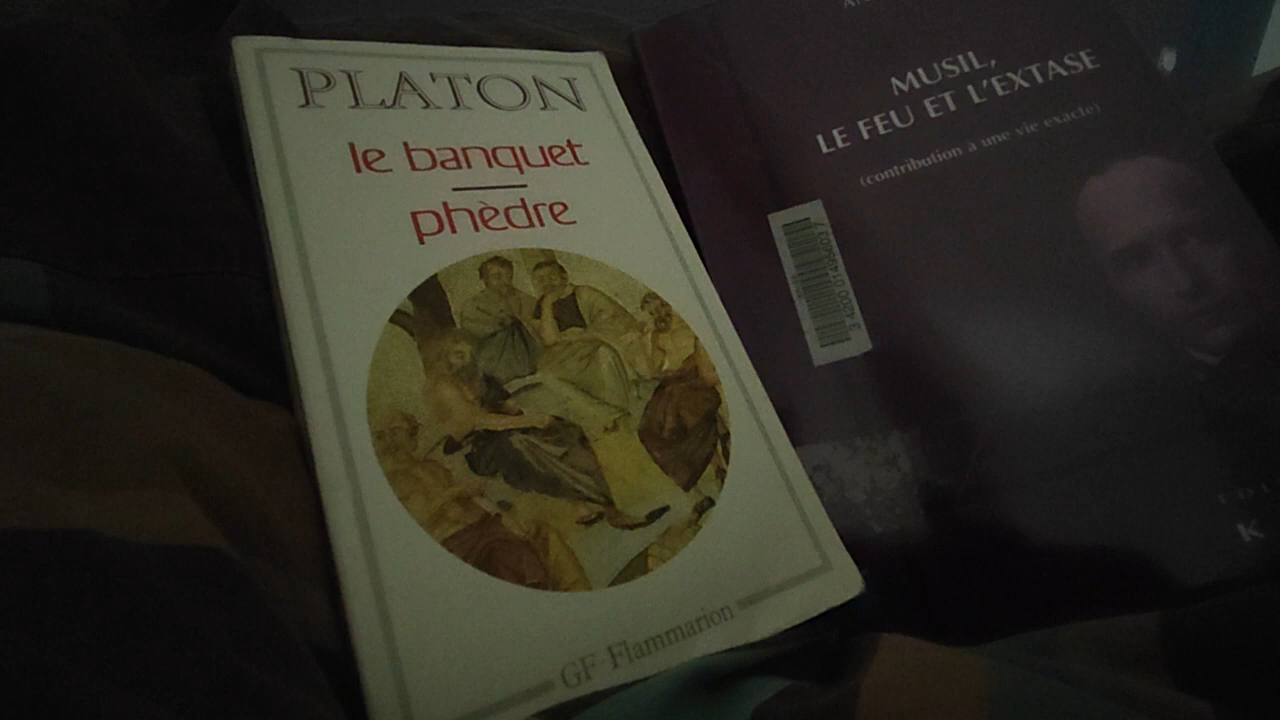 PLATON
le banquet
phèdre
GF-Flammarion
MUSIL,
LE FEU ET L'EXTASE
(contribution à une vie exacte)
K